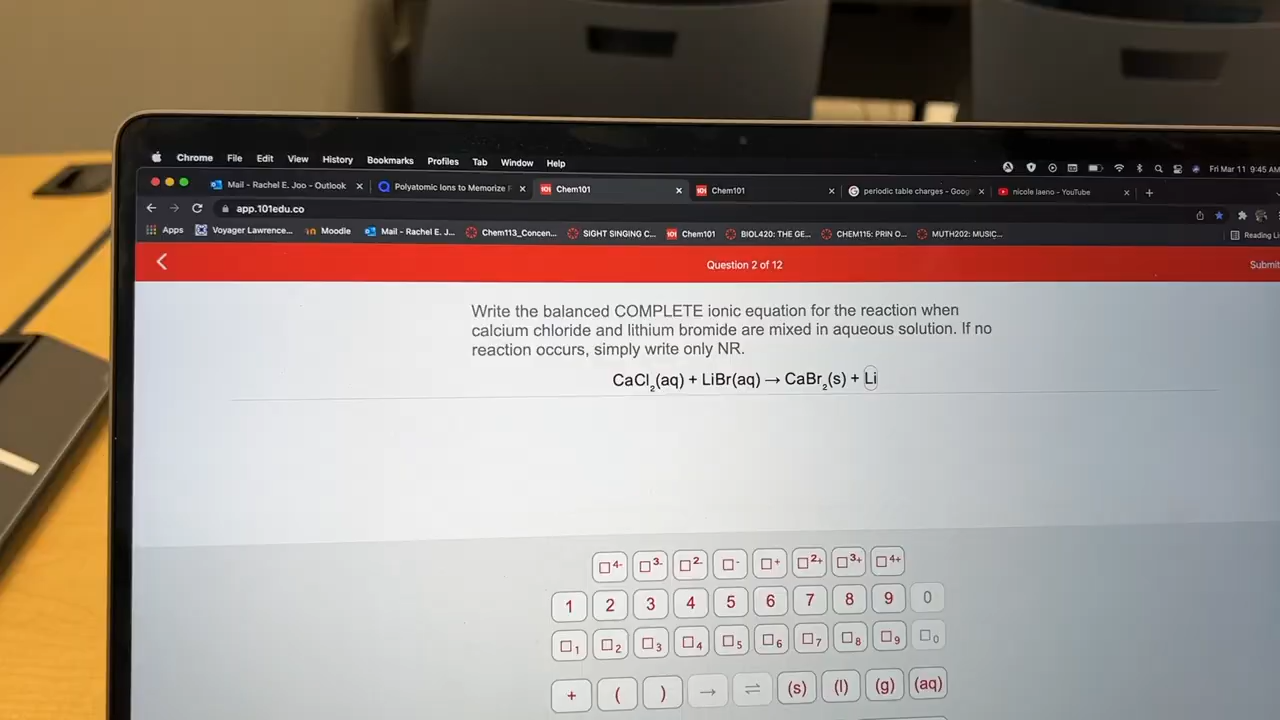 Chrome File Edit View History Bookmarks Profiles Tab Window Help Fri Mar 11 9:45 AM
Mail - Rachel E. Joo - Outlook Polyatomic Ions to Memorize F 101 Chem101 101 Chem101 periodic table charges - Goog nicole laeno - YouTube
app.101edu.co
Apps Voyager Lawrence... Moodle Mail - Rachel E. J... Chem113_Concen... SIGHT SINGING C... 101 Chem101 BIOL420: THE GE... CHEM115: PRIN O... MUTH202: MUSIC... Reading Li
Question 2 of 12 Submit
Write the balanced COMPLETE ionic equation for the reaction when
calcium chloride and lithium bromide are mixed in aqueous solution. If no
reaction occurs, simply write only NR.
CaCl₂(aq) + LiBr(aq) → CaBr₂(s) + Li
□⁴⁻ □³⁻ □²⁻ □⁻ □⁺ □²⁺ □³⁺ □⁴⁺
1 2 3 4 5 6 7 8 9 0
□₁ □₂ □₃ □₄ □₅ □₆ □₇ □₈ □₉ □₀
+ ( ) → ⇌ (s) (l) (g) (aq)